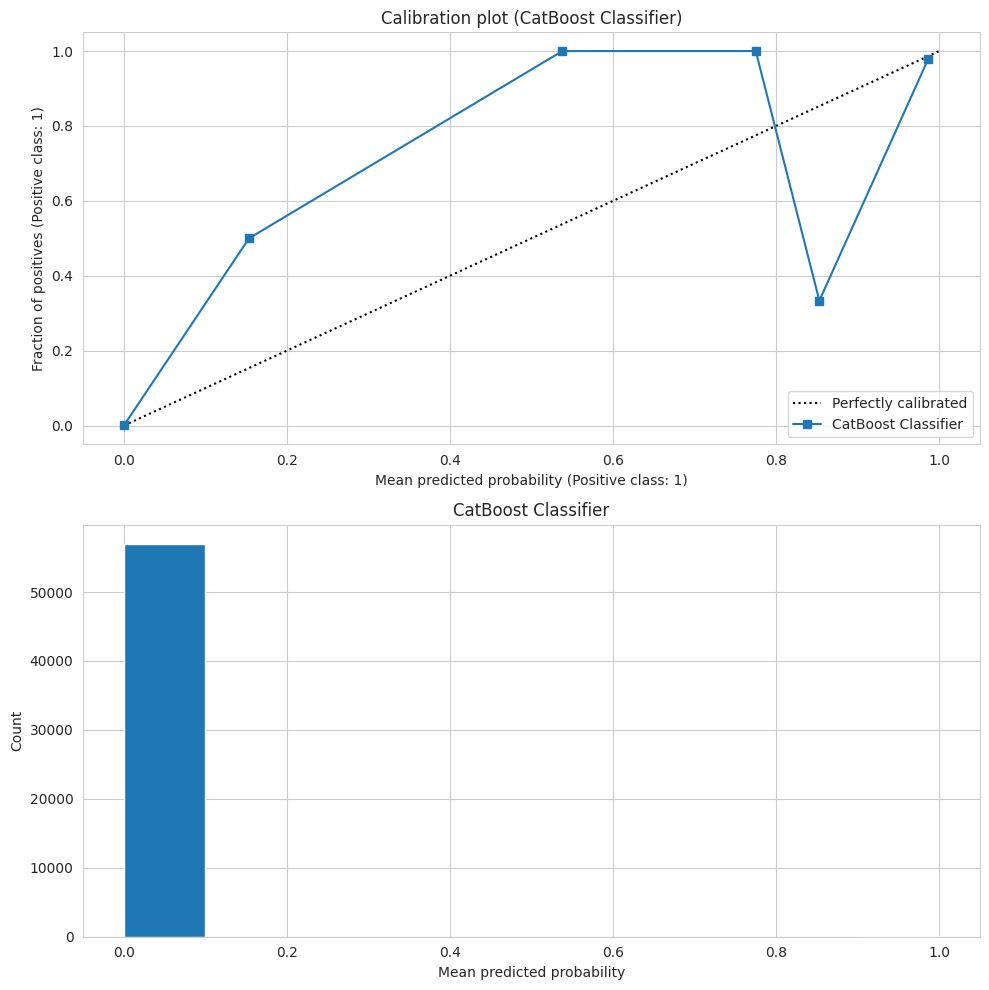 Calibration plot (CatBoost Classifier)
Fraction of positives (Positive class: 1)
1.0
0.8
0.6
0.4
0.2
0.0
Perfectly calibrated
CatBoost Classifier
0.0 0.2 0.4 0.6 0.8 1.0
Mean predicted probability (Positive class: 1)
CatBoost Classifier
Count
50000
40000
30000
20000
10000
0
0.0 0.2 0.4 0.6 0.8 1.0
Mean predicted probability